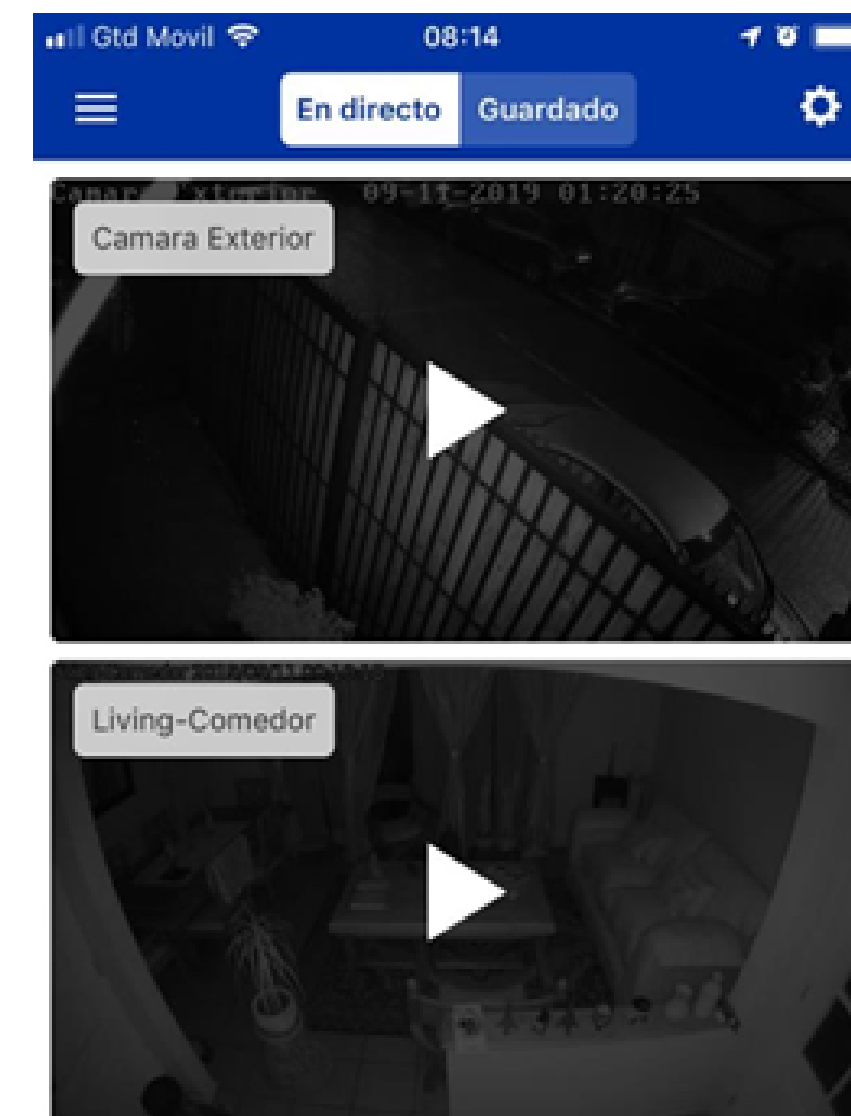 Gtd Movil 08:14
En directo Guardado
09-11-2019 01:20:25
Camara Exterior
Living-Comedor